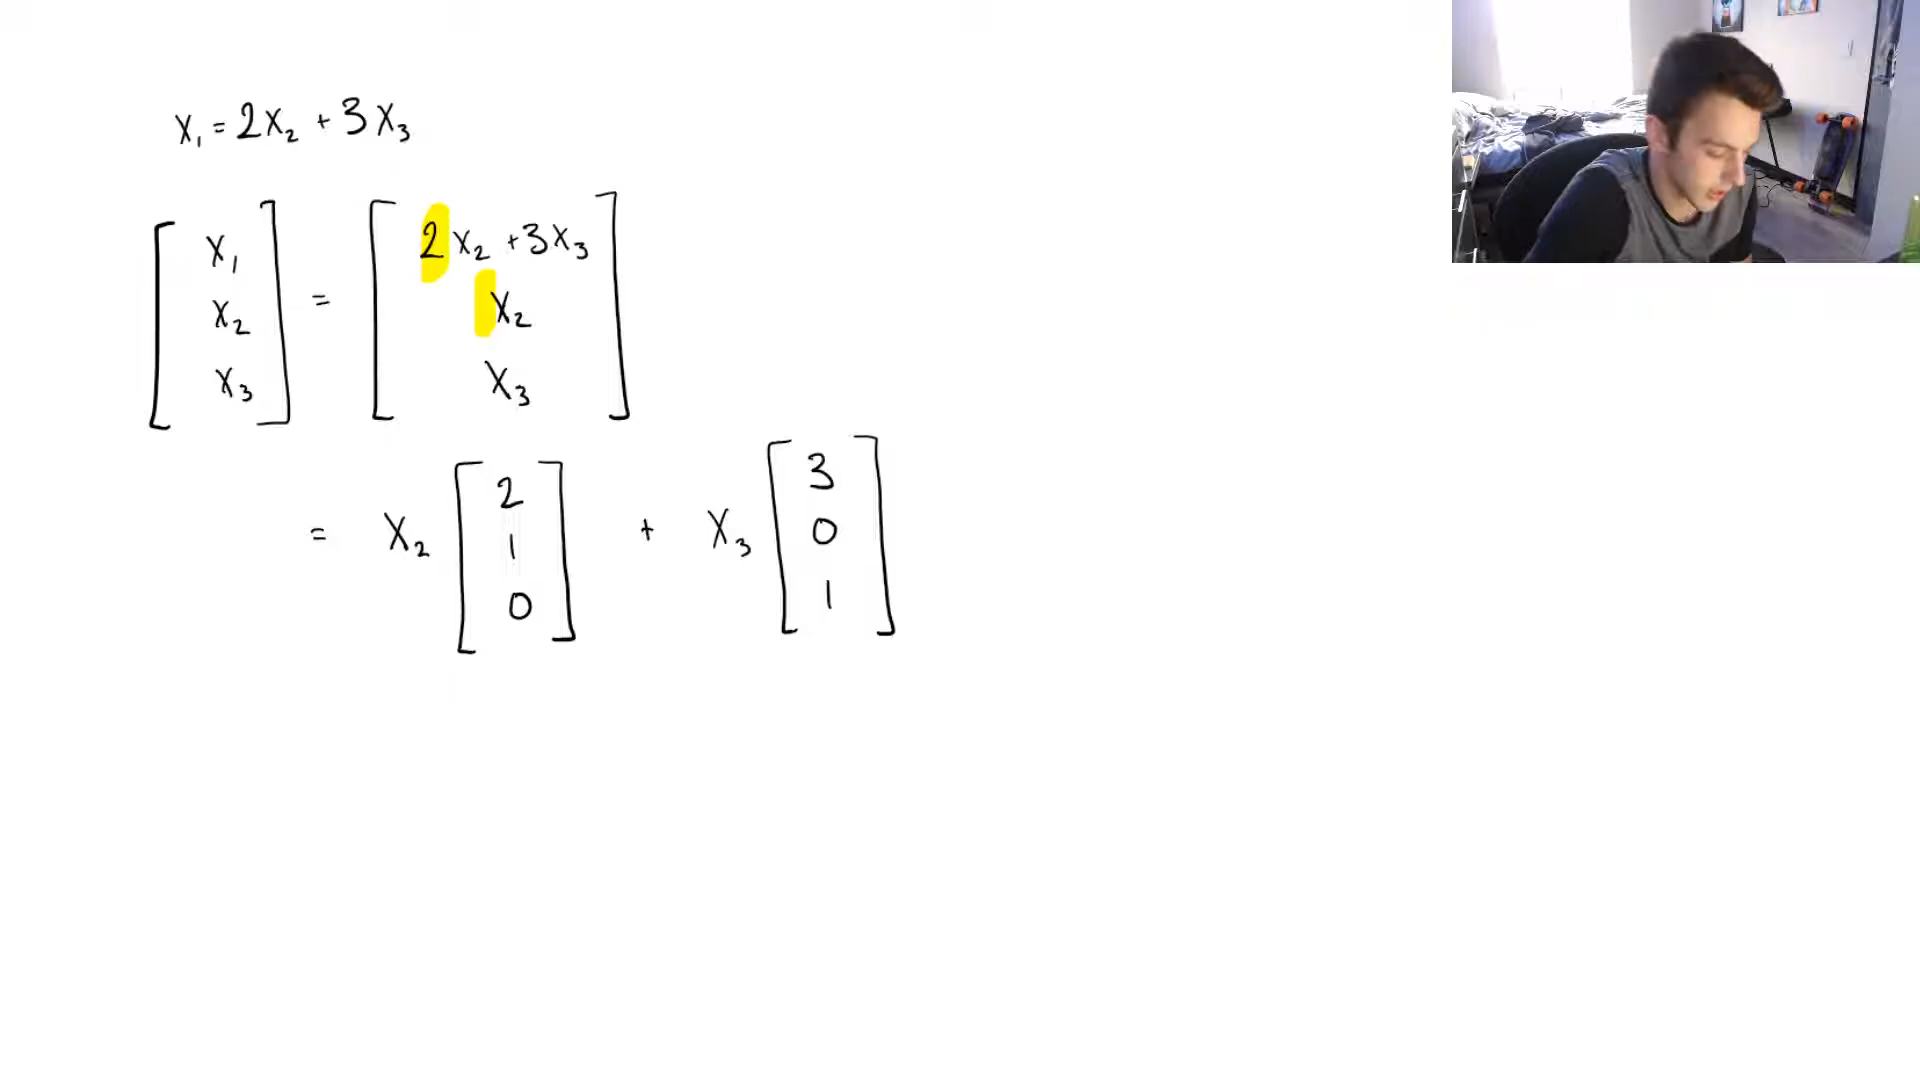 x₁ = 2x₂ + 3x₃
[ x₁ ] = [ 2x₂ + 3x₃ ]
[ x₂ ] [ x₂ ]
[ x₃ ] [ x₃ ]
= x₂ [ 2 ] + x₃ [ 3 ]
[ 1 ] [ 0 ]
[ 0 ] [ 1 ]